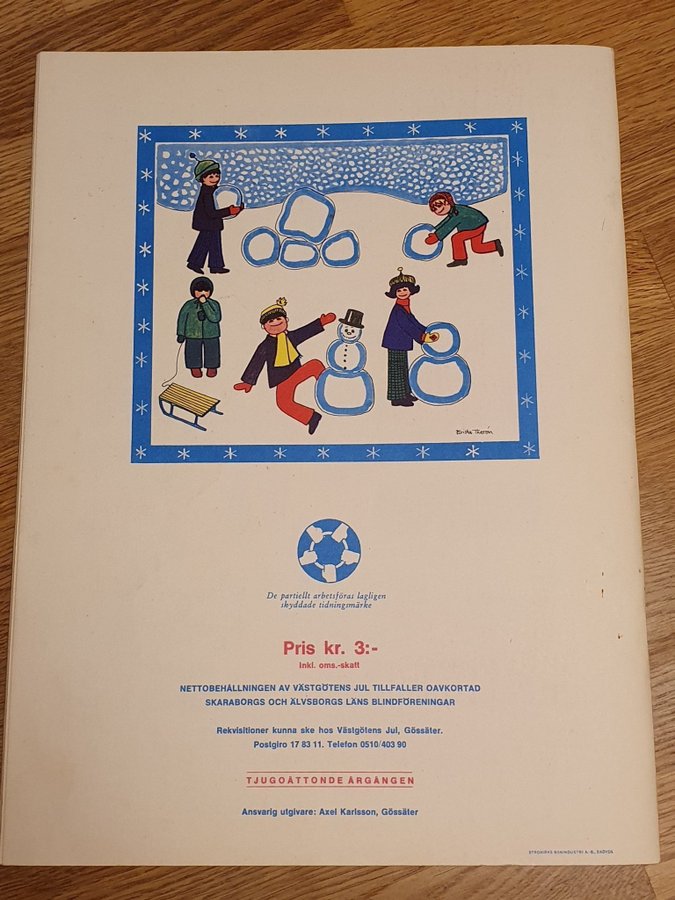 Britta Therón
De partiellt arbetsföras lagligen
skyddade tidningsmärke
Pris kr. 3:-
Inkl. oms.-skatt
NETTOBEHÅLLNINGEN AV VÄSTGÖTENS JUL TILLFALLER OAVKORTAD
SKARABORGS OCH ÄLVSBORGS LÄNS BLINDFÖRENINGAR
Rekvisitioner kunna ske hos Västgötens Jul, Gössäter.
Postgiro 17 83 11. Telefon 0510/403 90
TJUGOÅTTONDE ÅRGÅNGEN
Ansvarig utgivare: Axel Karlsson, Gössäter